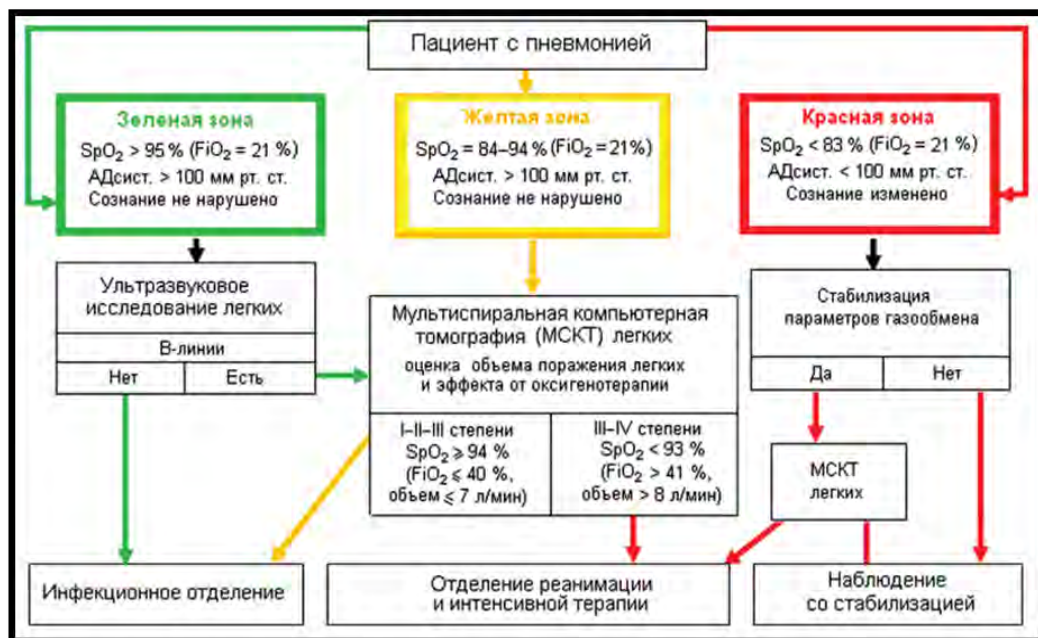 Пациент с пневмонией
Зеленая зона
SpO₂ > 95 % (FiO₂ = 21 %)
АДсист. > 100 мм рт. ст.
Сознание не нарушено
Желтая зона
SpO₂ = 84–94 % (FiO₂ = 21%)
АДсист. > 100 мм рт. ст.
Сознание не нарушено
Красная зона
SpO₂ < 83 % (FiO₂ = 21 %)
АДсист. < 100 мм рт. ст.
Сознание изменено
Ультразвуковое
исследование легких
В-линии
Нет
Есть
Мультиспиральная компьютерная
томография (МСКТ) легких
оценка объема поражения легких
и эффекта от оксигенотерапии
I–II–III степени
SpO₂ ⩾ 94 %
(FiO₂ ⩽ 40 %,
объем ⩽ 7 л/мин)
III–IV степени
SpO₂ < 93 %
(FiO₂ > 41 %,
объем > 8 л/мин)
Стабилизация
параметров газообмена
Да
Нет
МСКТ
легких
Инфекционное отделение
Отделение реанимации
и интенсивной терапии
Наблюдение
со стабилизацией